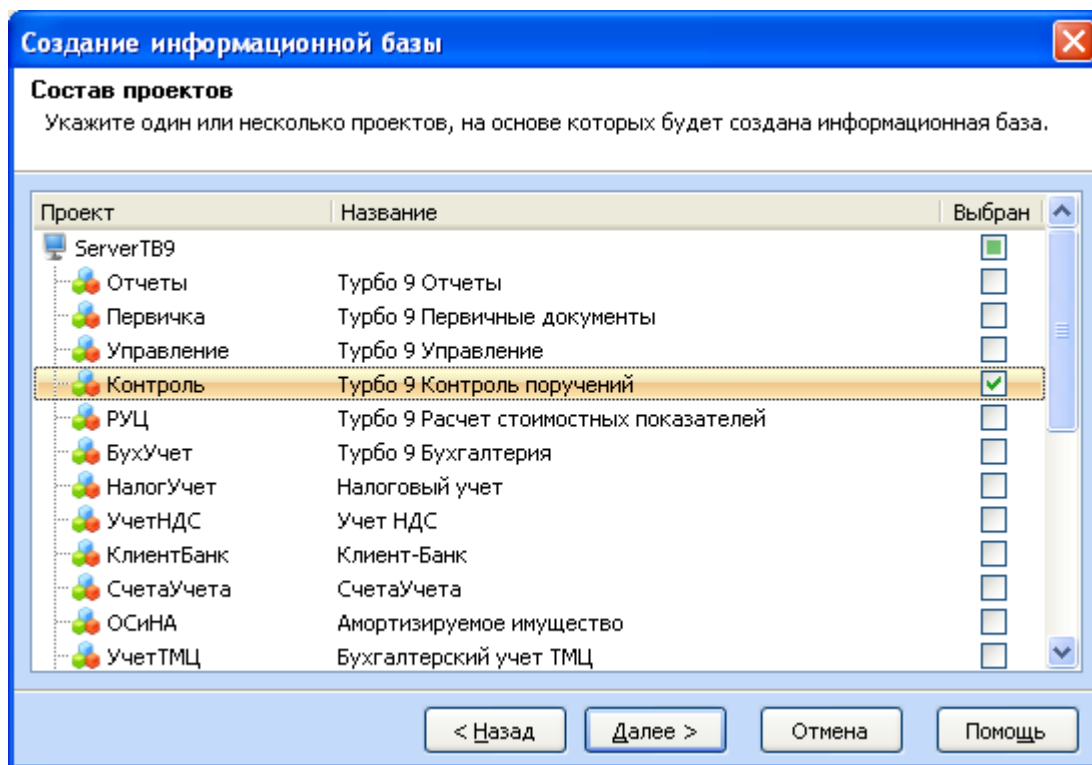 Создание информационной базы
Состав проектов
Укажите один или несколько проектов, на основе которых будет создана информационная база.
Проект Название Выбран
ServerTB9
Отчеты Турбо 9 Отчеты
Первичка Турбо 9 Первичные документы
Управление Турбо 9 Управление
Контроль Турбо 9 Контроль поручений
РУЦ Турбо 9 Расчет стоимостных показателей
БухУчет Турбо 9 Бухгалтерия
НалогУчет Налоговый учет
УчетНДС Учет НДС
КлиентБанк Клиент-Банк
СчетаУчета СчетаУчета
ОСиНА Амортизируемое имущество
УчетТМЦ Бухгалтерский учет ТМЦ
< Назад Далее > Отмена Помощь